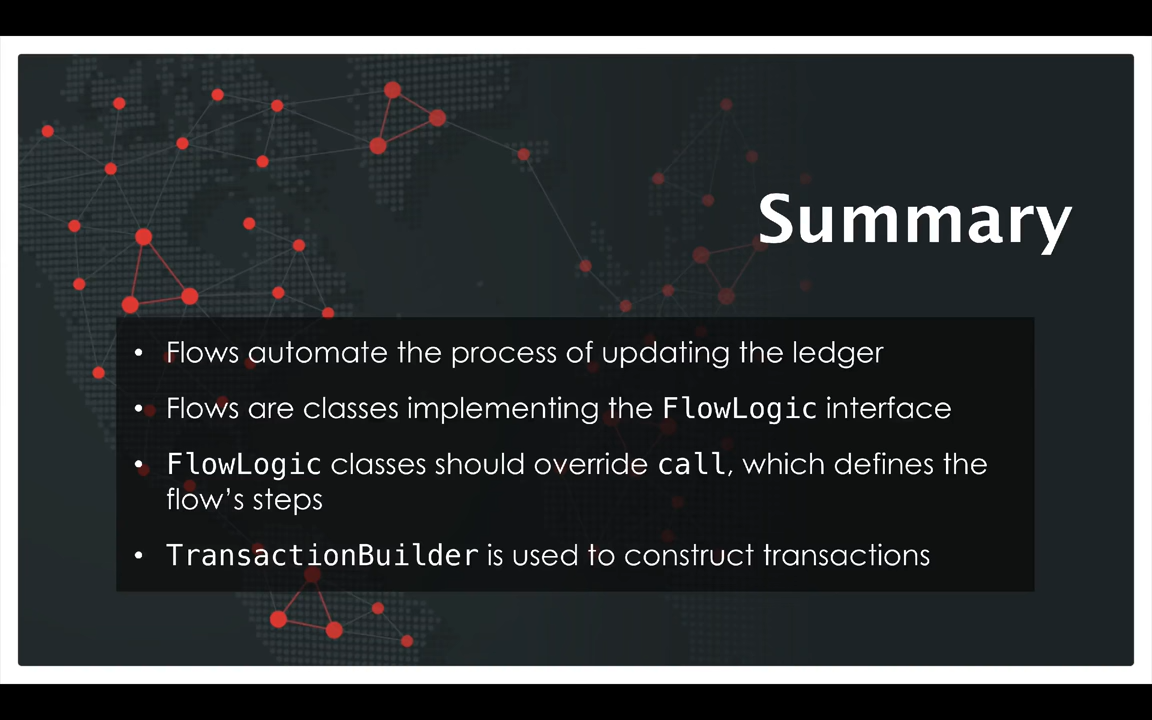 Summary
• Flows automate the process of updating the ledger
• Flows are classes implementing the FlowLogic interface
• FlowLogic classes should override call, which defines the
flow’s steps
• TransactionBuilder is used to construct transactions